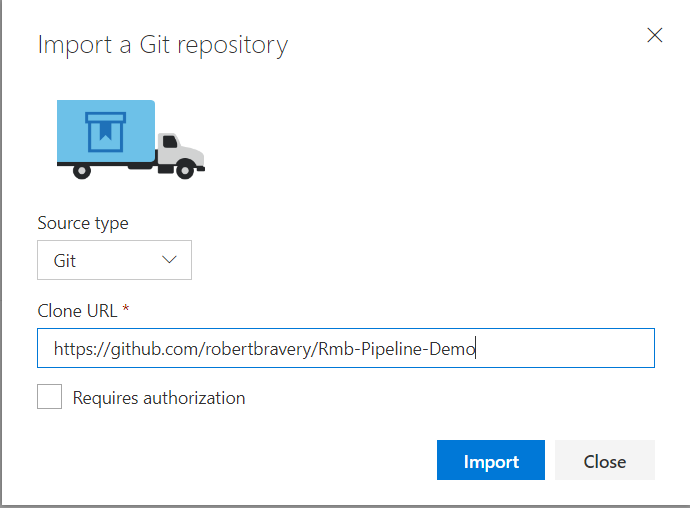 Import a Git repository
Source type
Git
Clone URL *
https://github.com/robertbravery/Rmb-Pipeline-Demo
Requires authorization
Import Close